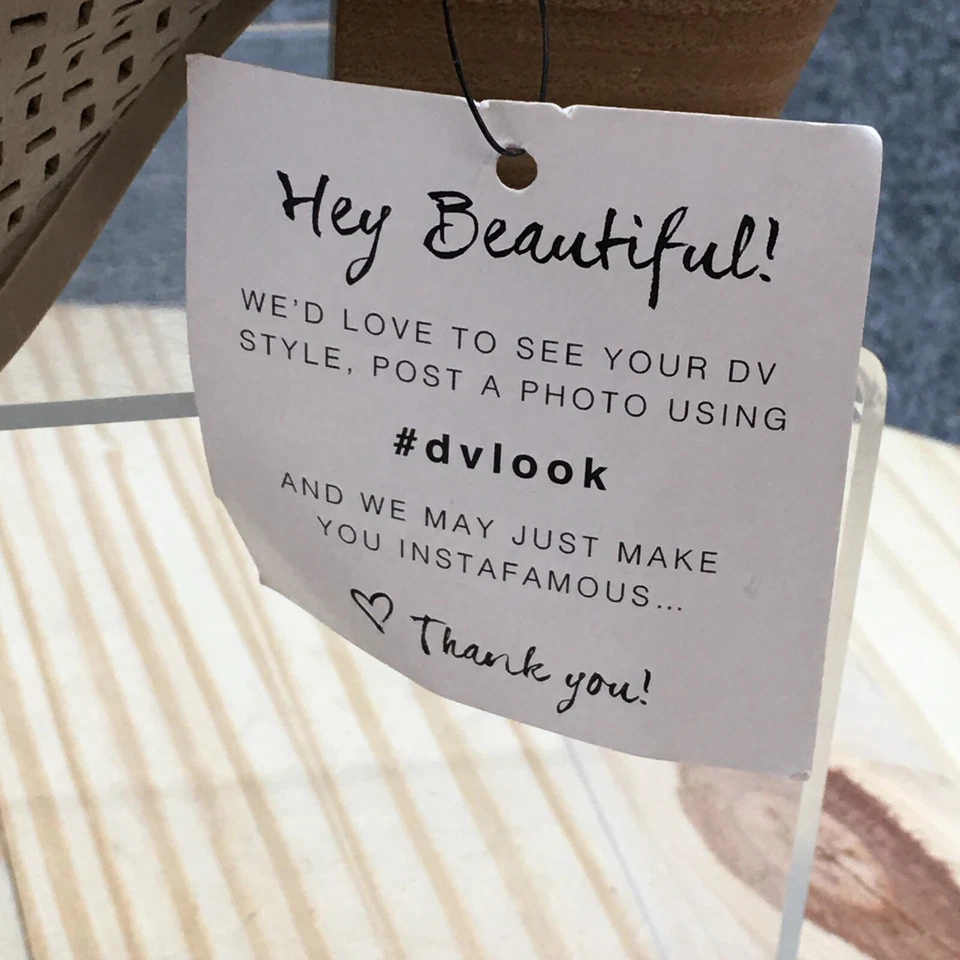 Hey Beautiful!
WE'D LOVE TO SEE YOUR DV
STYLE, POST A PHOTO USING
#dvlook
AND WE MAY JUST MAKE
YOU INSTAFAMOUS...
♡ Thank you!